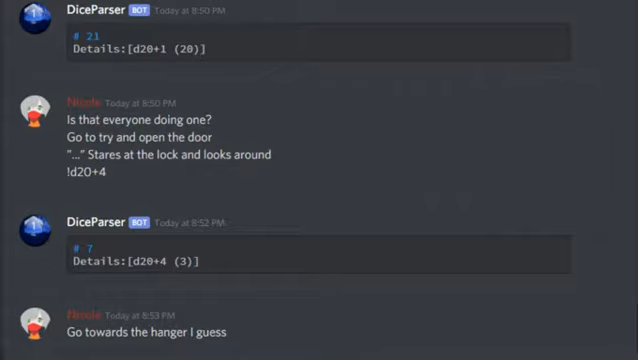 DiceParser BOT Today at 8:50 PM
# 21
Details:[d20+1 (20)]
Nicole Today at 8:50 PM
Is that everyone doing one?
Go to try and open the door
"..." Stares at the lock and looks around
!d20+4
DiceParser BOT Today at 8:52 PM
# 7
Details:[d20+4 (3)]
Nicole Today at 8:53 PM
Go towards the hanger I guess